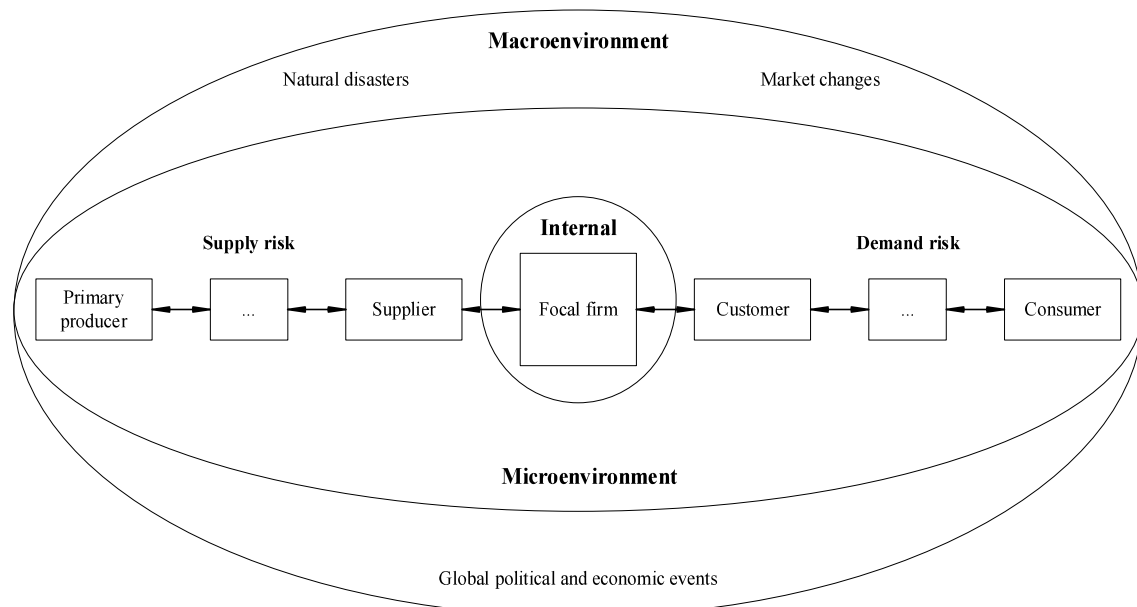 Macroenvironment
Natural disasters
Market changes
Internal
Supply risk
Demand risk
Primary
producer
...
Supplier
Focal firm
Customer
...
Consumer
Microenvironment
Global political and economic events